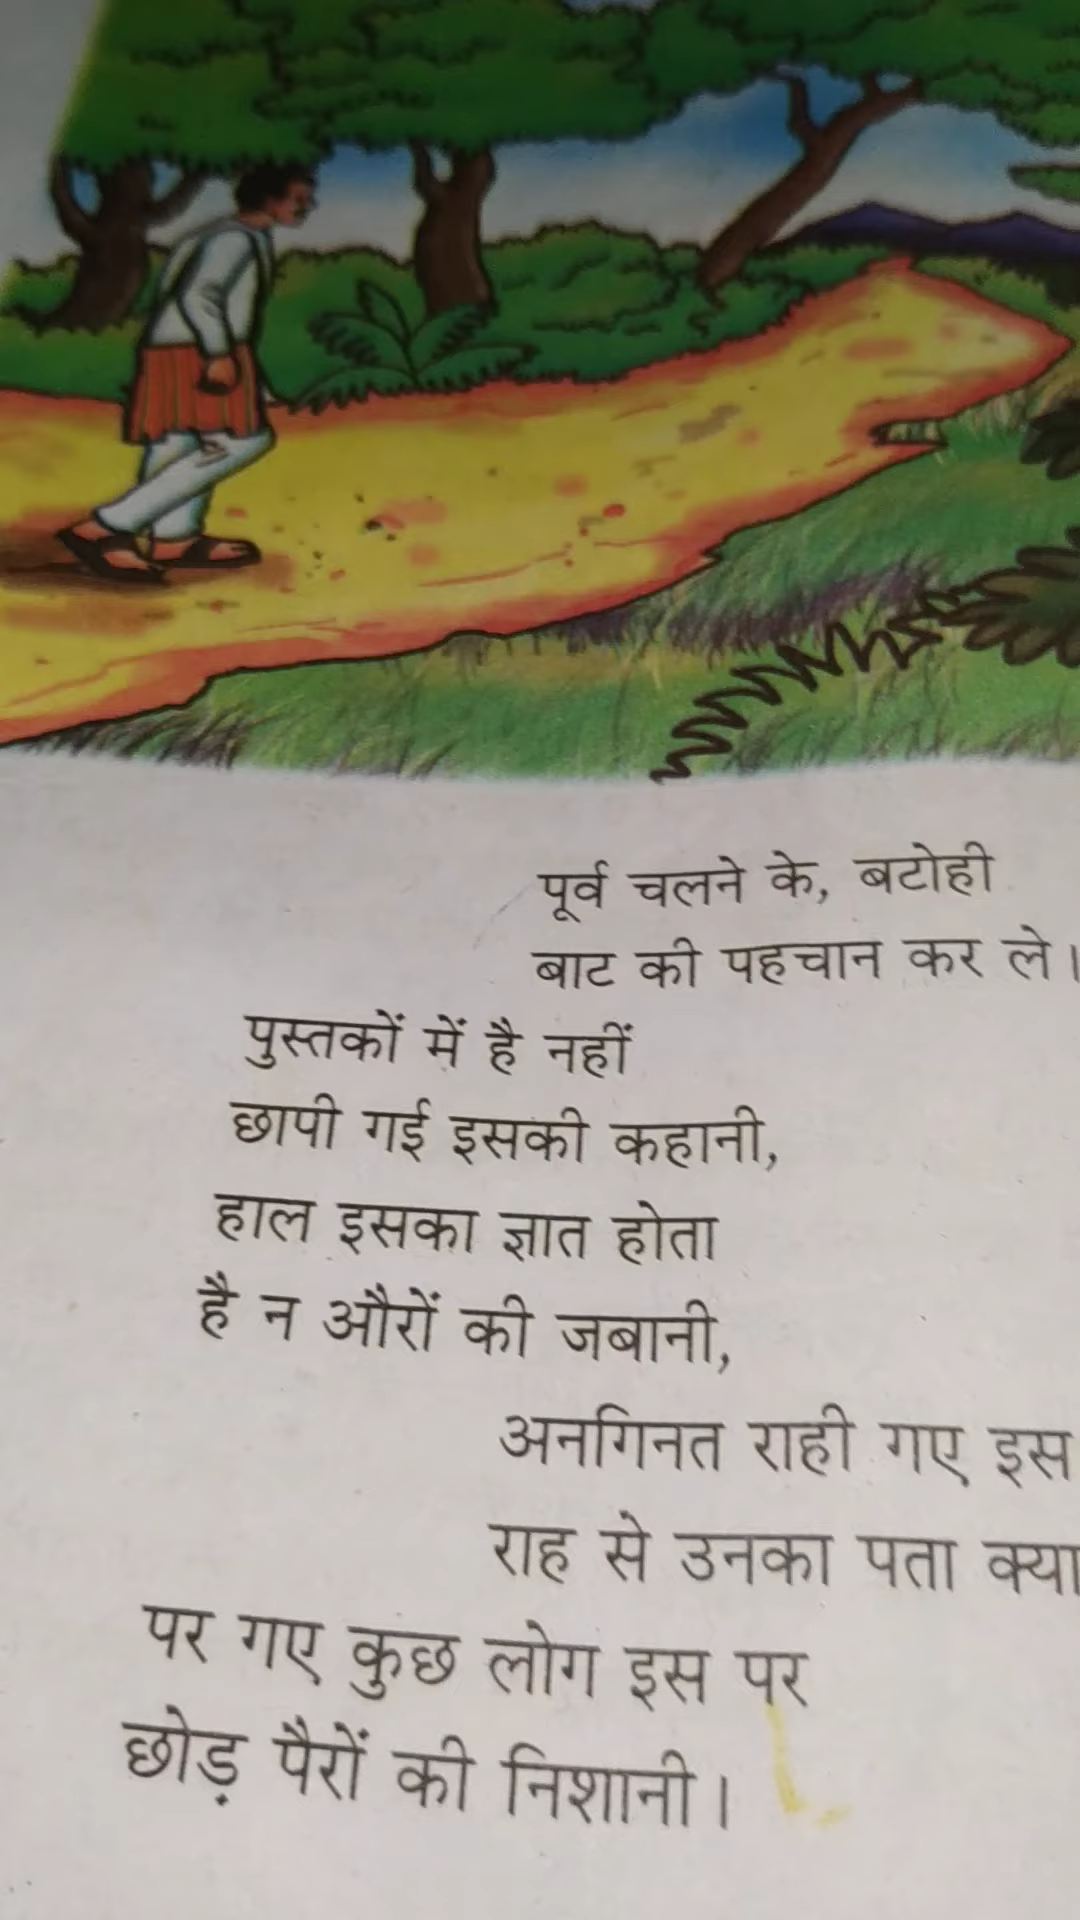 पूर्व चलने के, बटोही
बाट की पहचान कर ले।
पुस्तकों में है नहीं
छापी गई इसकी कहानी,
हाल इसका ज्ञात होता
है न औरों की जबानी,
अनगिनत राही गए इस
राह से उनका पता क्या
पर गए कुछ लोग इस पर
छोड़ पैरों की निशानी।